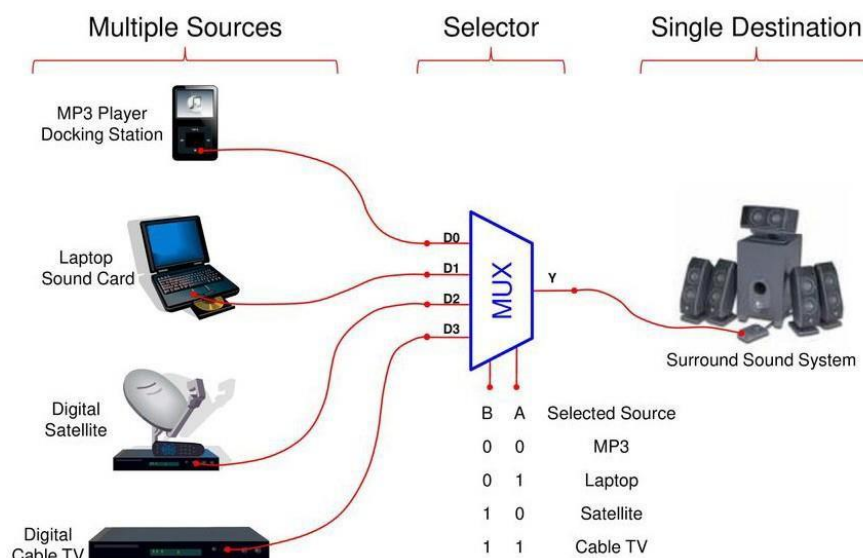 Multiple Sources
Selector
Single Destination
MP3 Player
Docking Station
Laptop
Sound Card
Digital
Satellite
Digital
Cable TV
D0
D1
D2
D3
MUX
Y
Surround Sound System
B A Selected Source
0 0 MP3
0 1 Laptop
1 0 Satellite
1 1 Cable TV